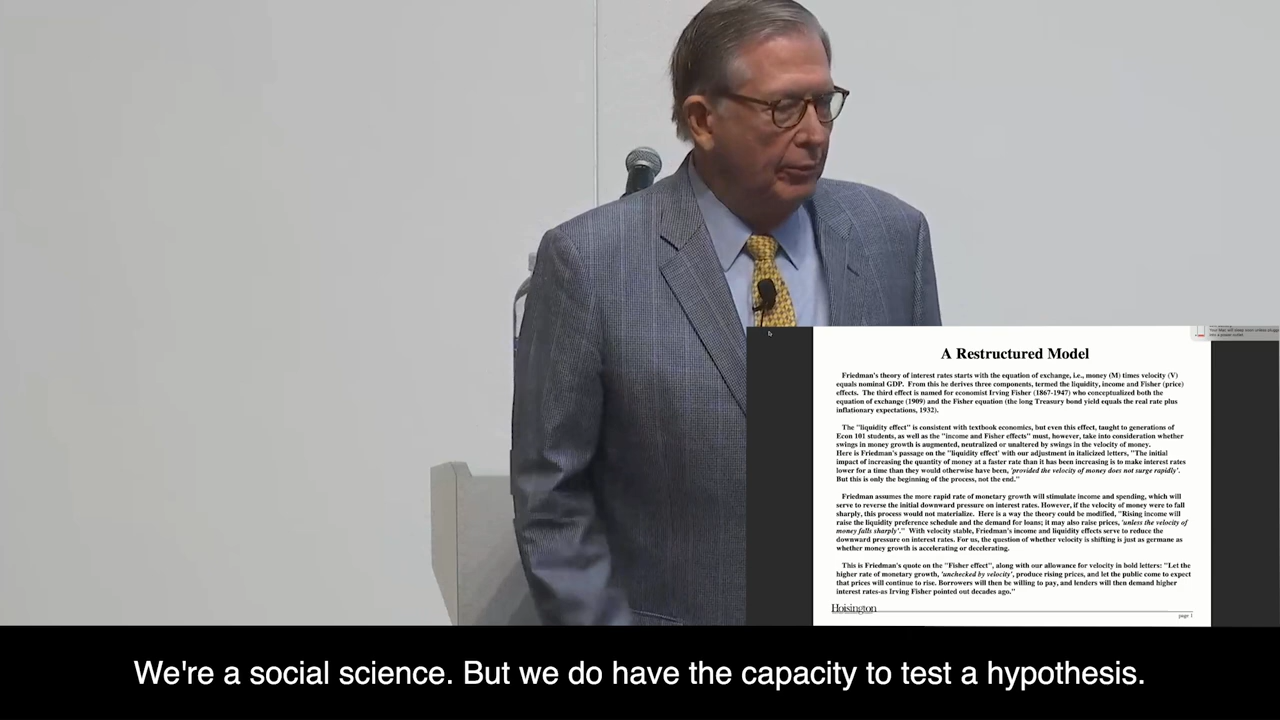 A Restructured Model
Friedman's theory of interest rates starts with the equation of exchange, i.e., money (M) times velocity (V)
equals nominal GDP. From this he derives three components, termed the liquidity, income and Fisher (price)
effects. The third effect is named for economist Irving Fisher (1867-1947) who conceptualized both the
equation of exchange (1909) and the Fisher equation (the long Treasury bond yield equals the real rate plus
inflationary expectations, 1932).
The "liquidity effect" is consistent with textbook economics, but even this effect, taught to generations of
Econ 101 students, as well as the "income and Fisher effects" must, however, take into consideration whether
swings in money growth is augmented, neutralized or unaltered by swings in the velocity of money.
Here is Friedman's passage on the "liquidity effect' with our adjustment in italicized letters, "The initial
impact of increasing the quantity of money at a faster rate than it has been increasing is to make interest rates
lower for a time than they would otherwise have been, 'provided the velocity of money does not surge rapidly'.
But this is only the beginning of the process, not the end."
Friedman assumes the more rapid rate of monetary growth will stimulate income and spending, which will
serve to reverse the initial downward pressure on interest rates. However, if the velocity of money were to fall
sharply, this process would not materialize. Here is a way the theory could be modified, "Rising income will
raise the liquidity preference schedule and the demand for loans; it may also raise prices, 'unless the velocity of
money falls sharply'." With velocity stable, Friedman's income and liquidity effects serve to reduce the
downward pressure on interest rates. For us, the question of whether velocity is shifting is just as germane as
whether money growth is accelerating or decelerating.
This is Friedman's quote on the "Fisher effect", along with our allowance for velocity in bold letters: "Let the
higher rate of monetary growth, 'unchecked by velocity', produce rising prices, and let the public come to expect
that prices will continue to rise. Borrowers will then be willing to pay, and lenders will then demand higher
interest rates-as Irving Fisher pointed out decades ago."
Hoisington
page 1
We're a social science. But we do have the capacity to test a hypothesis.